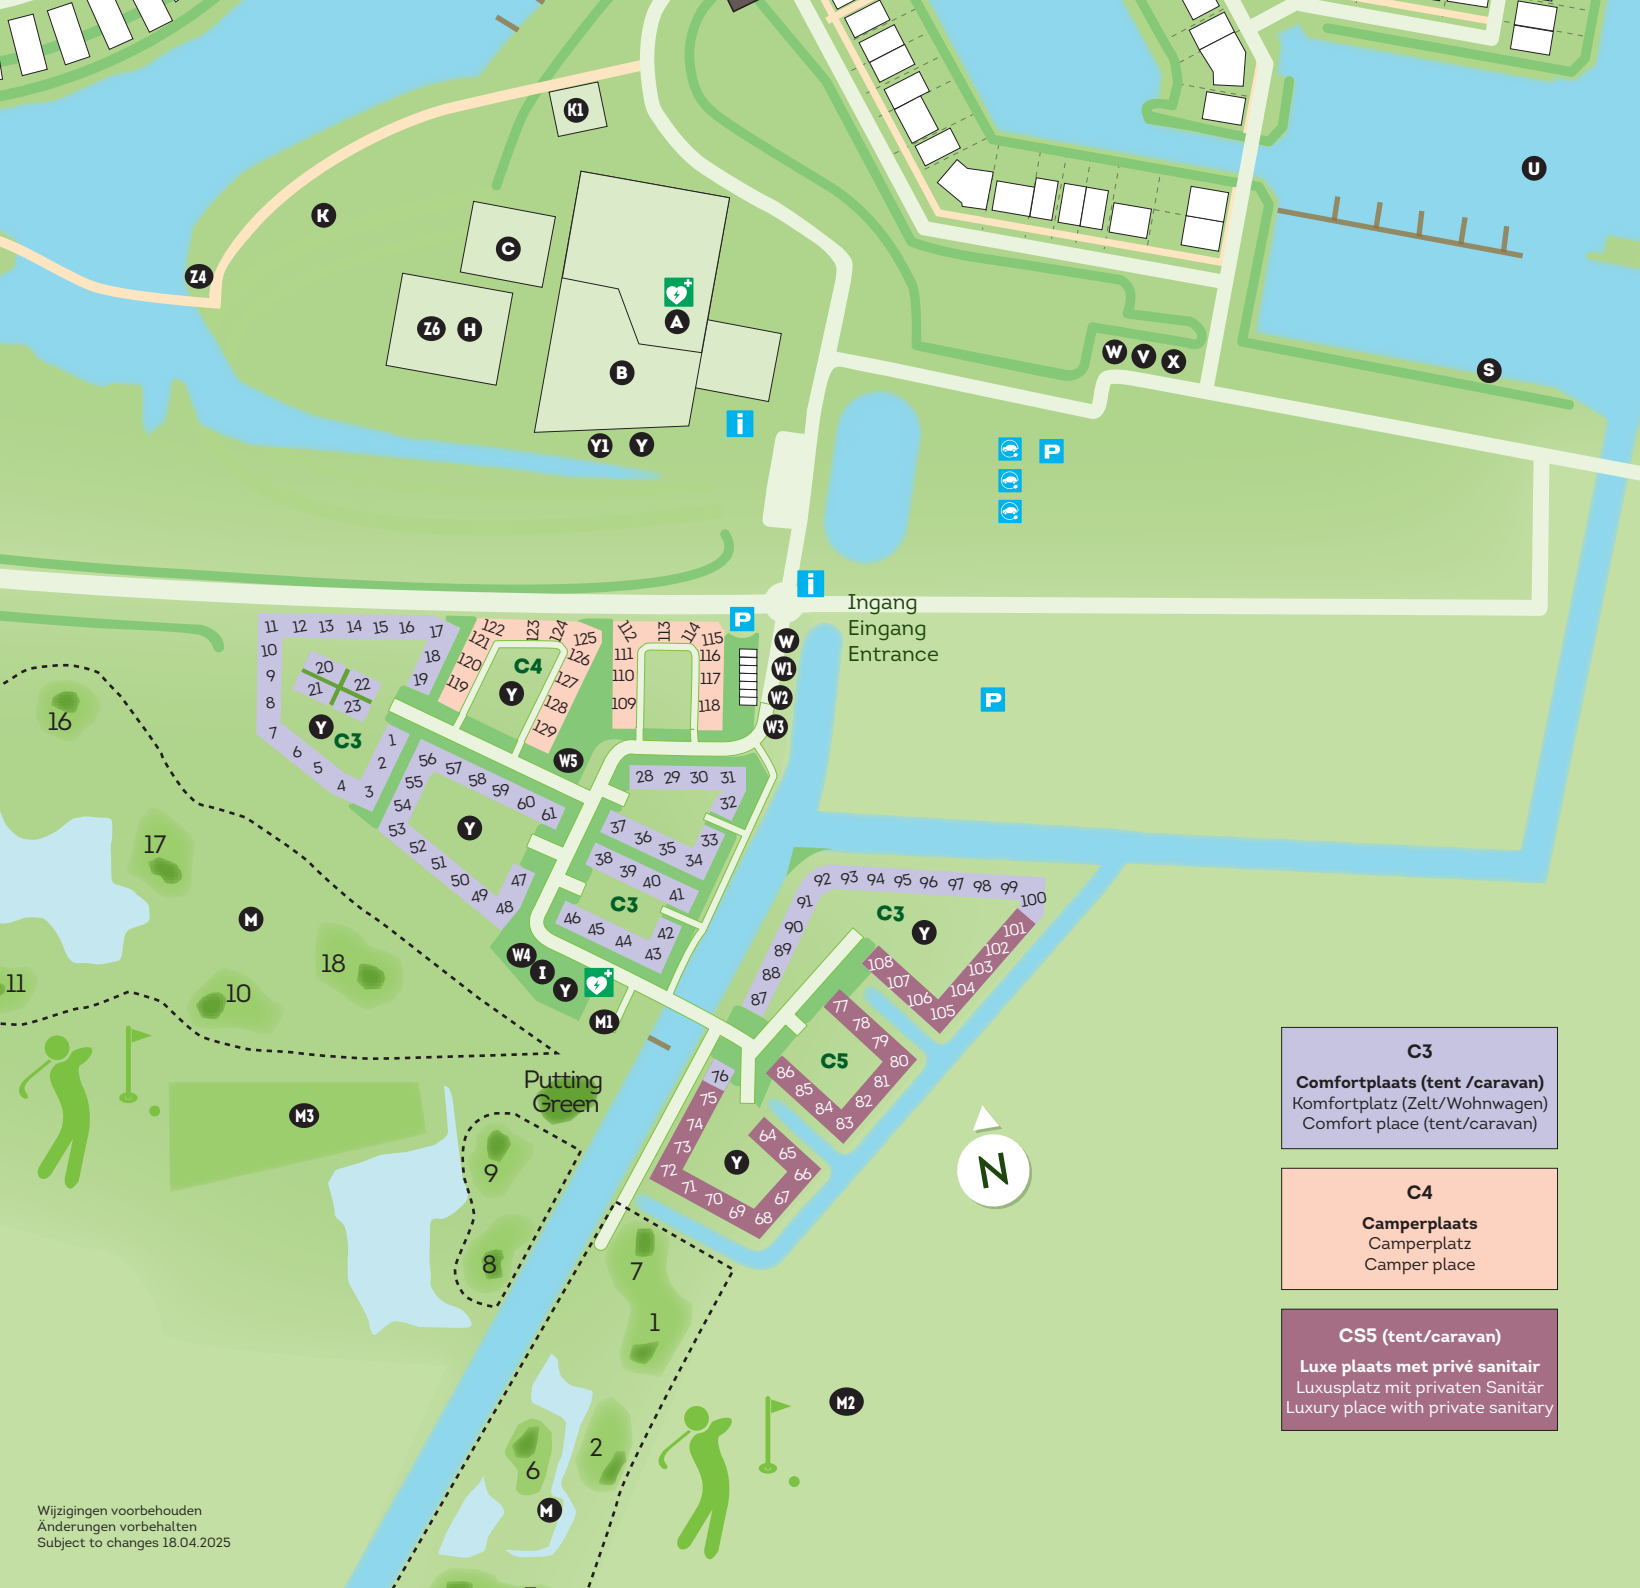 K1
K
C
Z4
Z6 H
A
B
i
Y1 Y
U
W V X
S
P
i
Ingang
Eingang
Entrance
P
W
W1
W2
W3
P
11 12 13 14 15 16 17
10
9
8
7
6
5
4
3
2
1
18
19
20
21
22
23
Y
C3
122
121
120
119
123
124
125
126
127
128
129
C4
Y
W5
112
111
110
109
113
114
115
116
117
118
56 57 58 59 60 61
55
54
53
52
51
50
49
48
47
Y
28 29 30 31
32
33
34
35
36
37
38 39 40 41
C3
46 45 44 43
42
W4
I
Y
M1
92 93 94 95 96 97 98 99
100
91
90
89
88
87
C3
Y
101
102
103
104
105
106
107
108
77
78
79
80
81
82
83
84
85
86
C5
76
75
74
73
72
71
70
69
68
67
66
65
64
Y
16
17
M
18
10
11
Putting
Green
M3
9
8
7
1
2
6
M
M2
N
C3
Comfortplaats (tent /caravan)
Komfortplatz (Zelt/Wohnwagen)
Comfort place (tent/caravan)
C4
Camperplaats
Camperplatz
Camper place
CS5 (tent/caravan)
Luxe plaats met privé sanitair
Luxusplatz mit privaten Sanitär
Luxury place with private sanitary
Wijzigingen voorbehouden
Änderungen vorbehalten
Subject to changes 18.04.2025